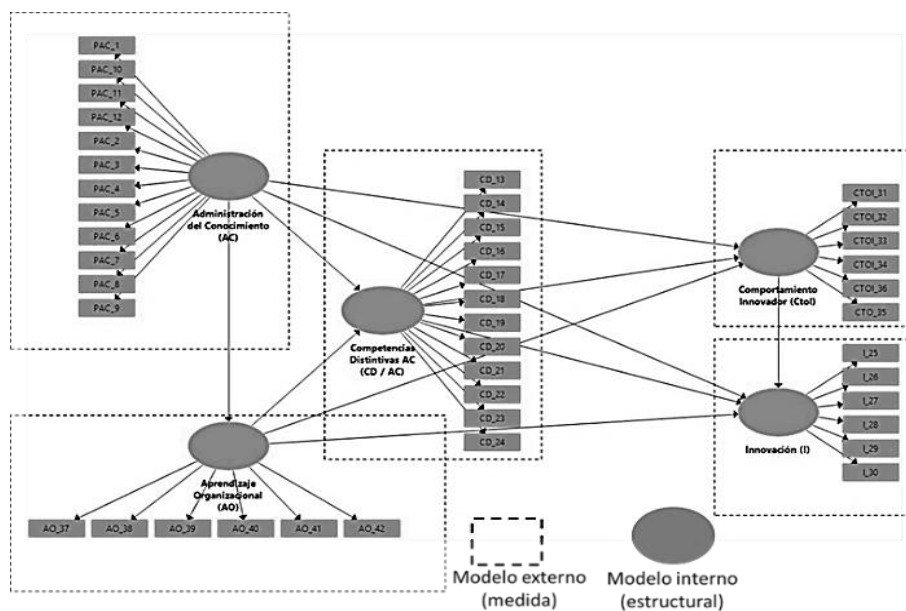 PAC_1
PAC_10
PAC_11
PAC_12
PAC_2
PAC_3
PAC_4
PAC_5
PAC_6
PAC_7
PAC_8
PAC_9
Administración
del Conocimiento
(AC)
CD_13
CD_14
CD_15
CD_16
CD_17
CD_18
CD_19
CD_20
CD_21
CD_22
CD_23
CD_24
Competencias
Distintivas AC
(CD / AC)
CTOI_31
CTOI_32
CTOI_33
CTOI_34
CTOI_36
CTO_35
Comportamiento
Innovador (CtoI)
I_25
I_26
I_27
I_28
I_29
I_30
Innovación (I)
Aprendizaje
Organizacional
(AO)
AO_37
AO_38
AO_39
AO_40
AO_41
AO_42
Modelo externo
(medida)
Modelo interno
(estructural)